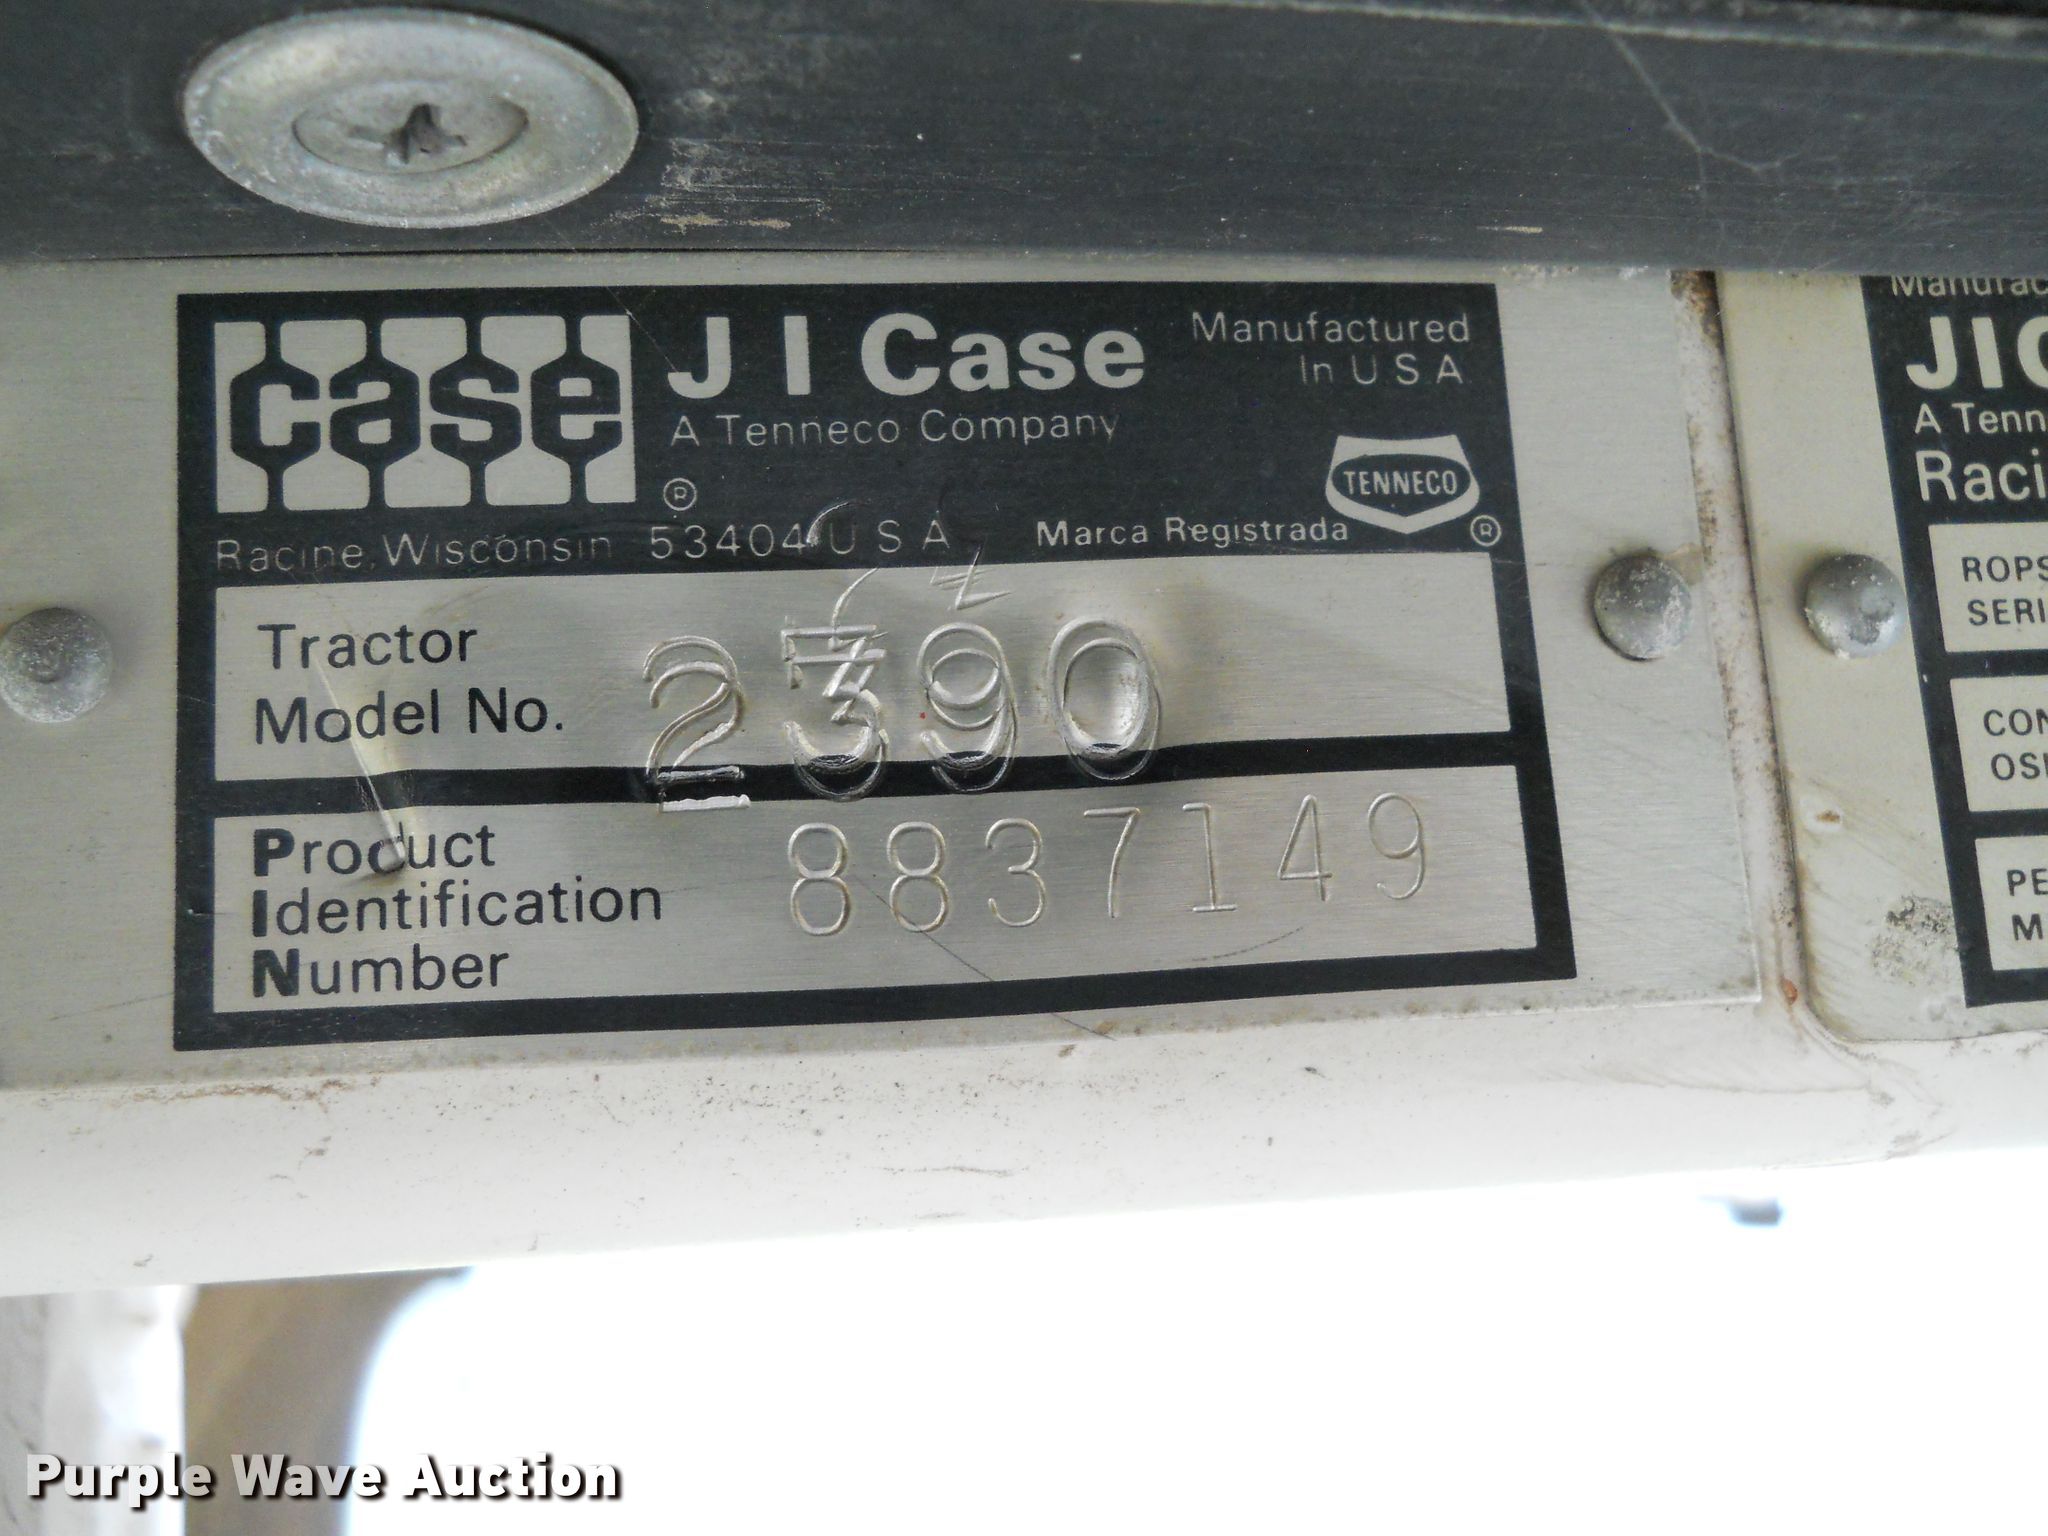 case
J I Case
Manufactured
In U S A
A Tenneco Company
®
TENNECO
Racine, Wisconsin 53404 U S A
Marca Registrada
®
Tractor
Model No.
2390
Product
Identification
Number
8837149
Manufac
JIC
A Tenn
Raci
ROPS
SERI
CON
OSI
PE
M
Purple Wave Auction